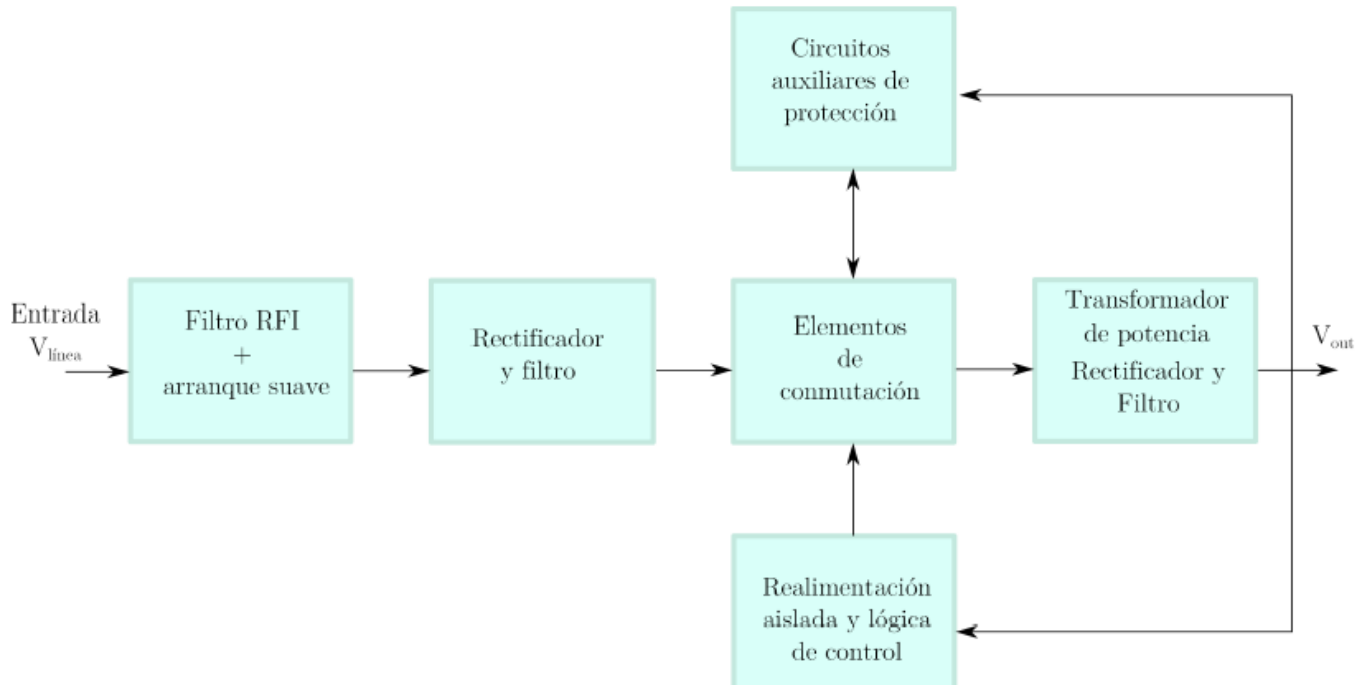 Circuitos
auxiliares de
protección
Entrada
V línea
Filtro RFI
+
arranque suave
Rectificador
y filtro
Elementos
de
conmutación
Transformador
de potencia
Rectificador y
Filtro
V out
Realimentación
aislada y lógica
de control